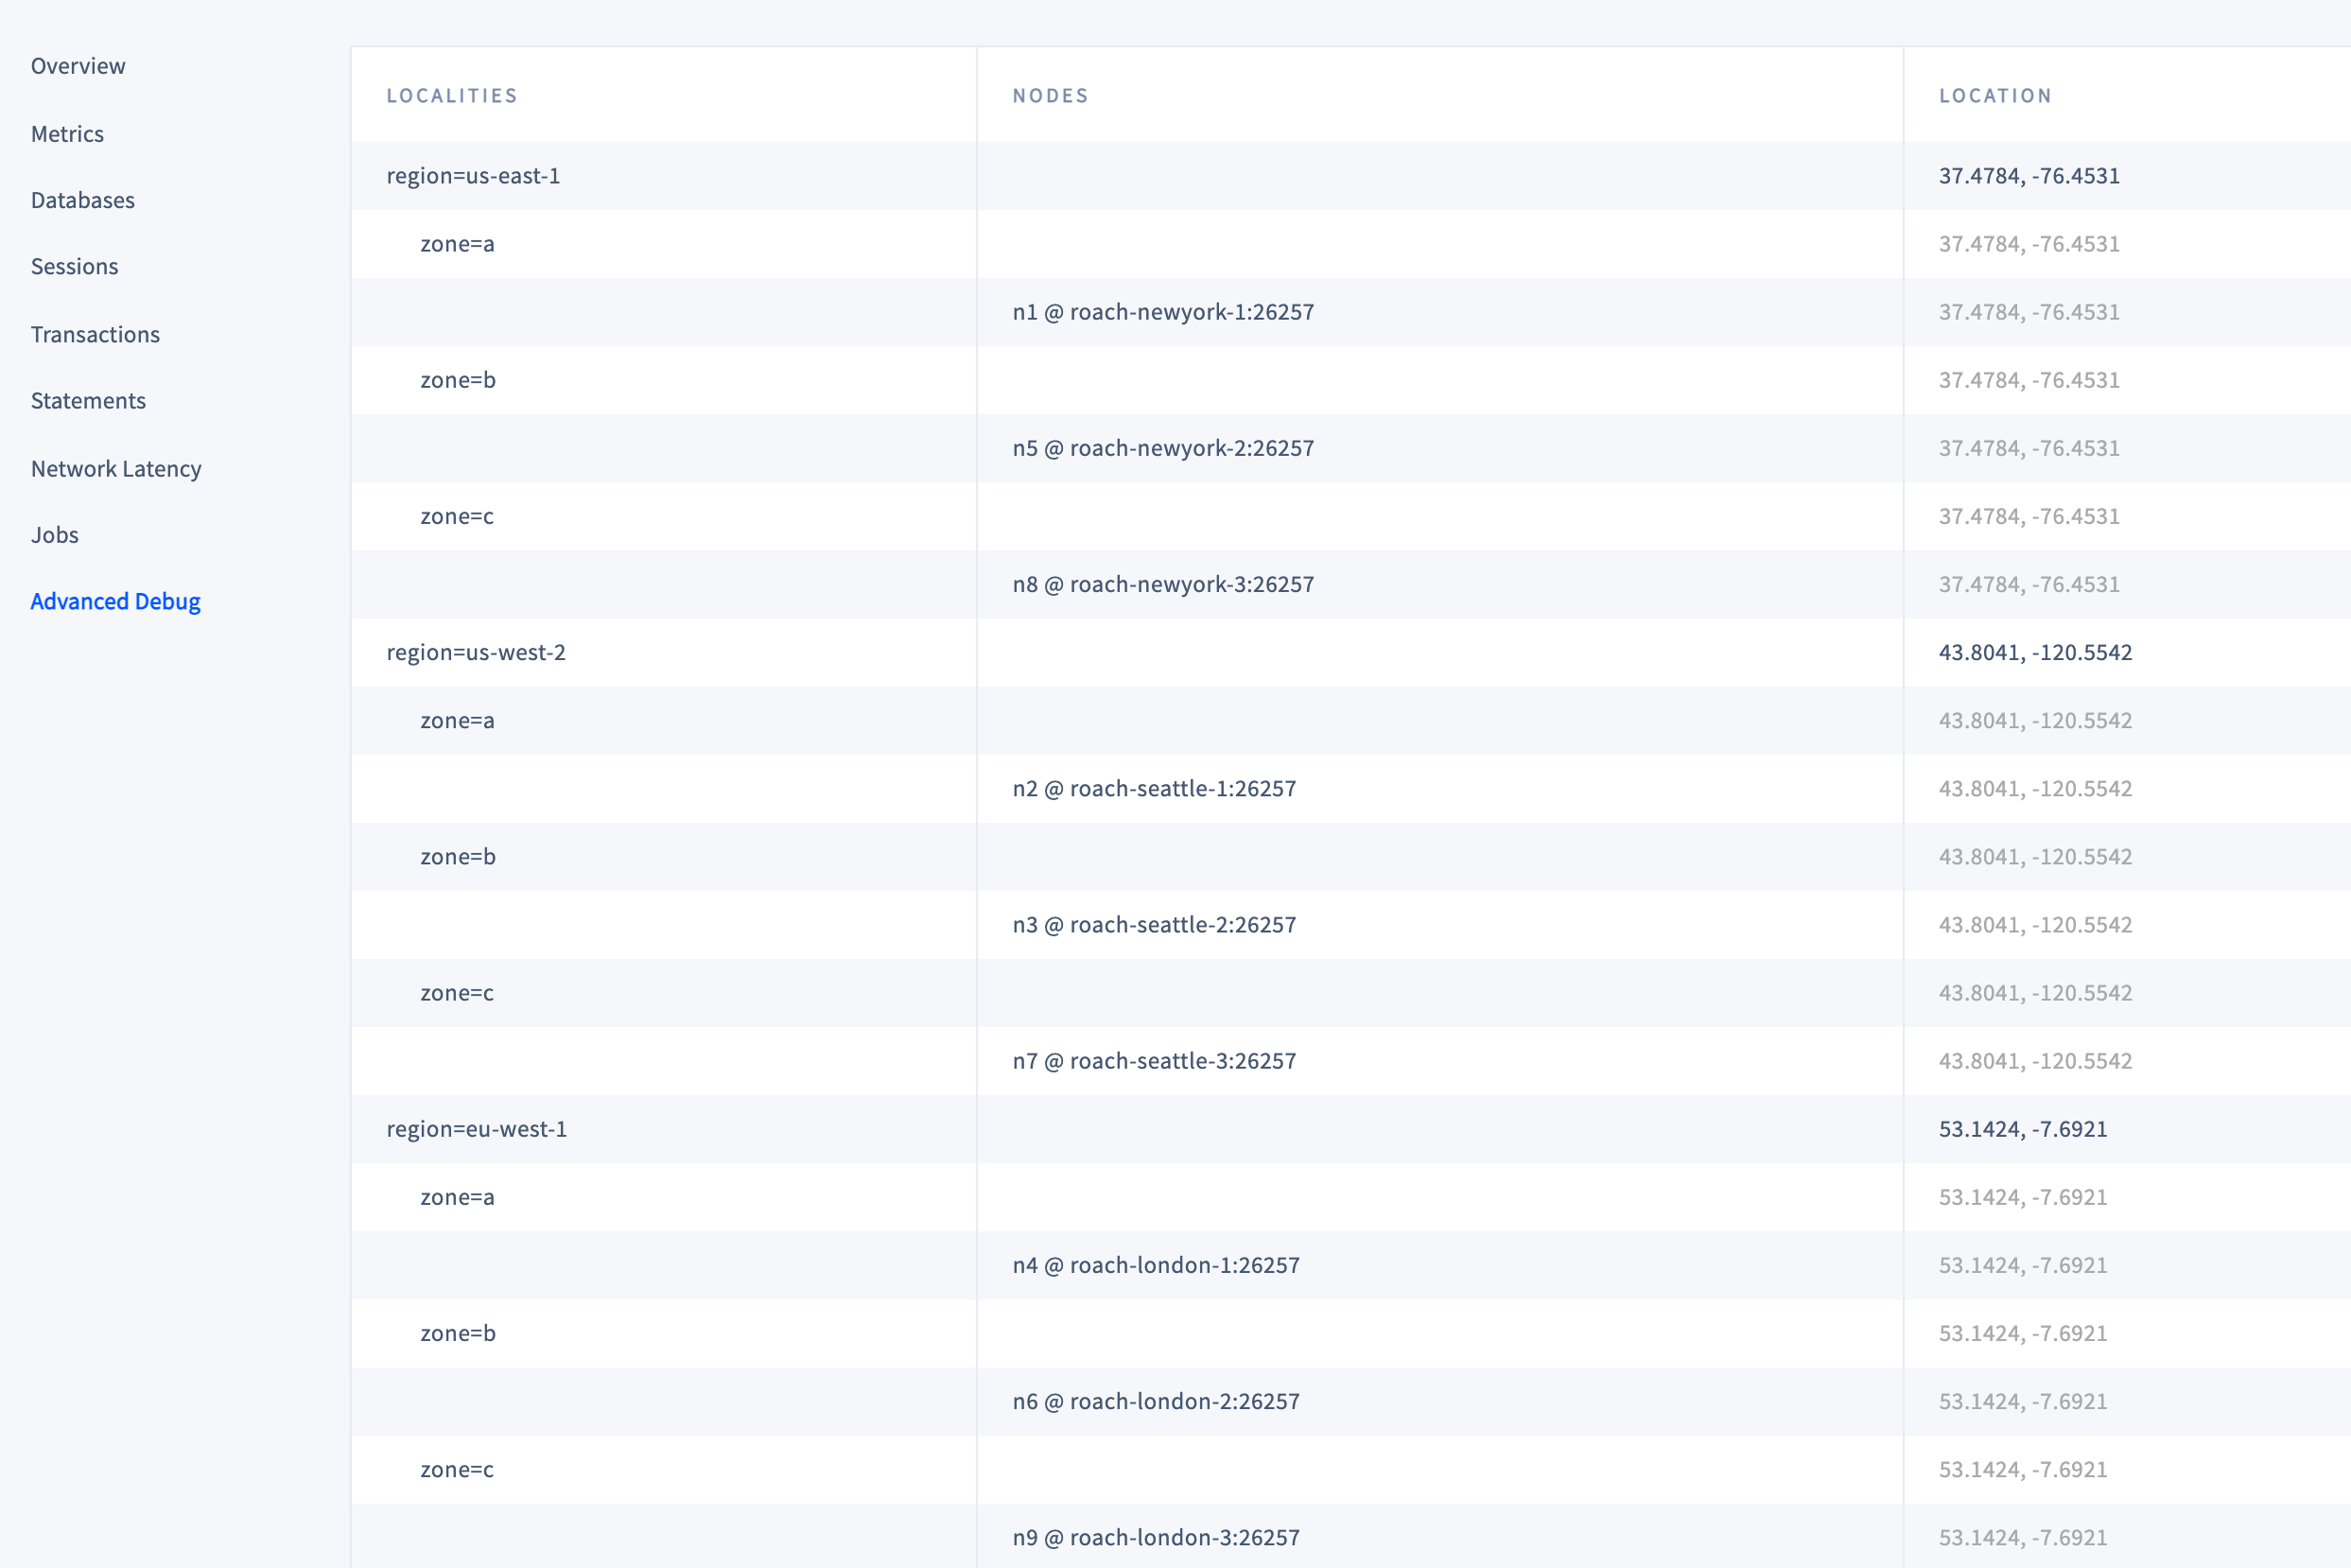 Overview
Metrics
Databases
Sessions
Transactions
Statements
Network Latency
Jobs
Advanced Debug
LOCALITIES NODES LOCATION
region=us-east-1 37.4784, -76.4531
zone=a 37.4784, -76.4531
n1 @ roach-newyork-1:26257 37.4784, -76.4531
zone=b 37.4784, -76.4531
n5 @ roach-newyork-2:26257 37.4784, -76.4531
zone=c 37.4784, -76.4531
n8 @ roach-newyork-3:26257 37.4784, -76.4531
region=us-west-2 43.8041, -120.5542
zone=a 43.8041, -120.5542
n2 @ roach-seattle-1:26257 43.8041, -120.5542
zone=b 43.8041, -120.5542
n3 @ roach-seattle-2:26257 43.8041, -120.5542
zone=c 43.8041, -120.5542
n7 @ roach-seattle-3:26257 43.8041, -120.5542
region=eu-west-1 53.1424, -7.6921
zone=a 53.1424, -7.6921
n4 @ roach-london-1:26257 53.1424, -7.6921
zone=b 53.1424, -7.6921
n6 @ roach-london-2:26257 53.1424, -7.6921
zone=c 53.1424, -7.6921
n9 @ roach-london-3:26257 53.1424, -7.6921